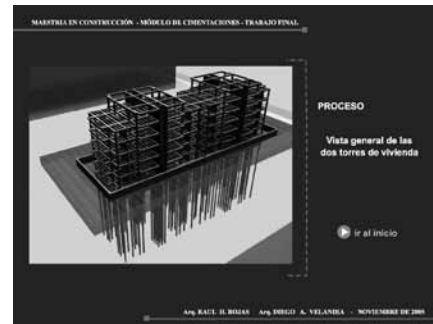 MAESTRIA EN CONSTRUCCIÓN - MÓDULO DE CIMENTACIONES - TRABAJO FINAL
PROCESO
Vista general de las
dos torres de vivienda
ir al inicio
Arq. RAUL H. ROJAS Arq. DIEGO A. VELANDIA - NOVIEMBRE DE 2005